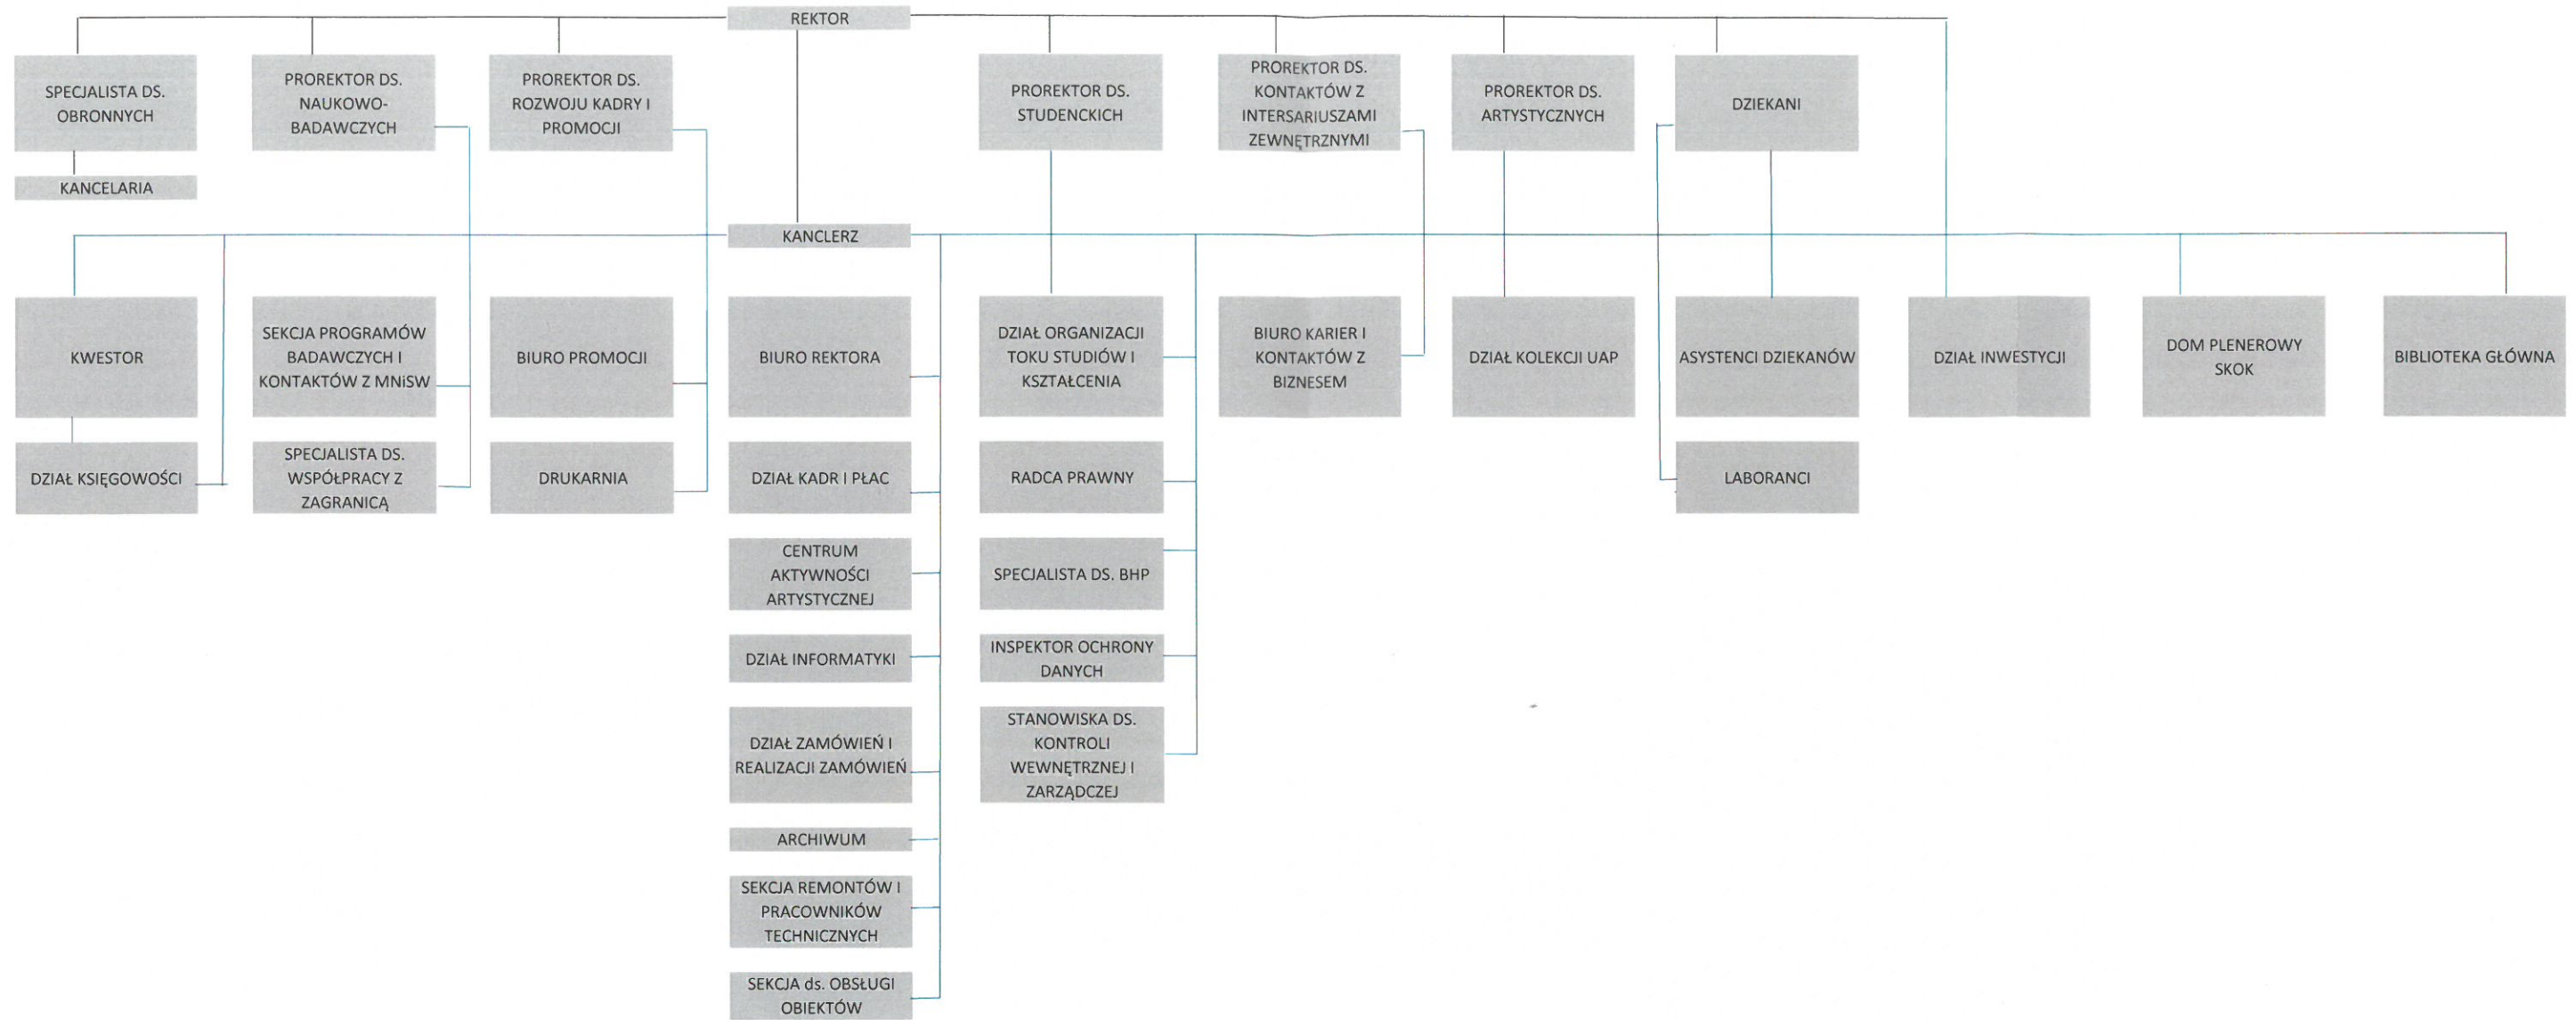 REKTOR
SPECJALISTA DS.
OBRONNYCH
PROREKTOR DS.
NAUKOWO-
BADAWCZYCH
PROREKTOR DS.
ROZWOJU KADRY I
PROMOCJI
PROREKTOR DS.
STUDENCKICH
PROREKTOR DS.
KONTAKTÓW Z
INTERSARIUSZAMI
ZEWNĘTRZNYMI
PROREKTOR DS.
ARTYSTYCZNYCH
DZIEKANI
KANCELARIA
KANCLERZ
KWESTOR
SEKCJA PROGRAMÓW
BADAWCZYCH I
KONTAKTÓW Z MNiSW
BIURO PROMOCJI
BIURO REKTORA
DZIAŁ ORGANIZACJI
TOKU STUDIÓW I
KSZTAŁCENIA
BIURO KARIER I
KONTAKTÓW Z
BIZNESEM
DZIAŁ KOLEKCJI UAP
ASYSTENCI DZIEKANÓW
DZIAŁ INWESTYCJI
DOM PLENEROWY
SKOK
BIBLIOTEKA GŁÓWNA
DZIAŁ KSIĘGOWOŚCI
SPECJALISTA DS.
WSPÓŁPRACY Z
ZAGRANICĄ
DRUKARNIA
DZIAŁ KADR I PŁAC
RADCA PRAWNY
LABORANCI
CENTRUM
AKTYWNOŚCI
ARTYSTYCZNEJ
SPECJALISTA DS. BHP
DZIAŁ INFORMATYKI
INSPEKTOR OCHRONY
DANYCH
DZIAŁ ZAMÓWIEŃ I
REALIZACJI ZAMÓWIEŃ
STANOWISKA DS.
KONTROLI
WEWNĘTRZNEJ I
ZARZĄDCZEJ
ARCHIWUM
SEKCJA REMONTÓW I
PRACOWNIKÓW
TECHNICZNYCH
SEKCJA ds. OBSŁUGI
OBIEKTÓW